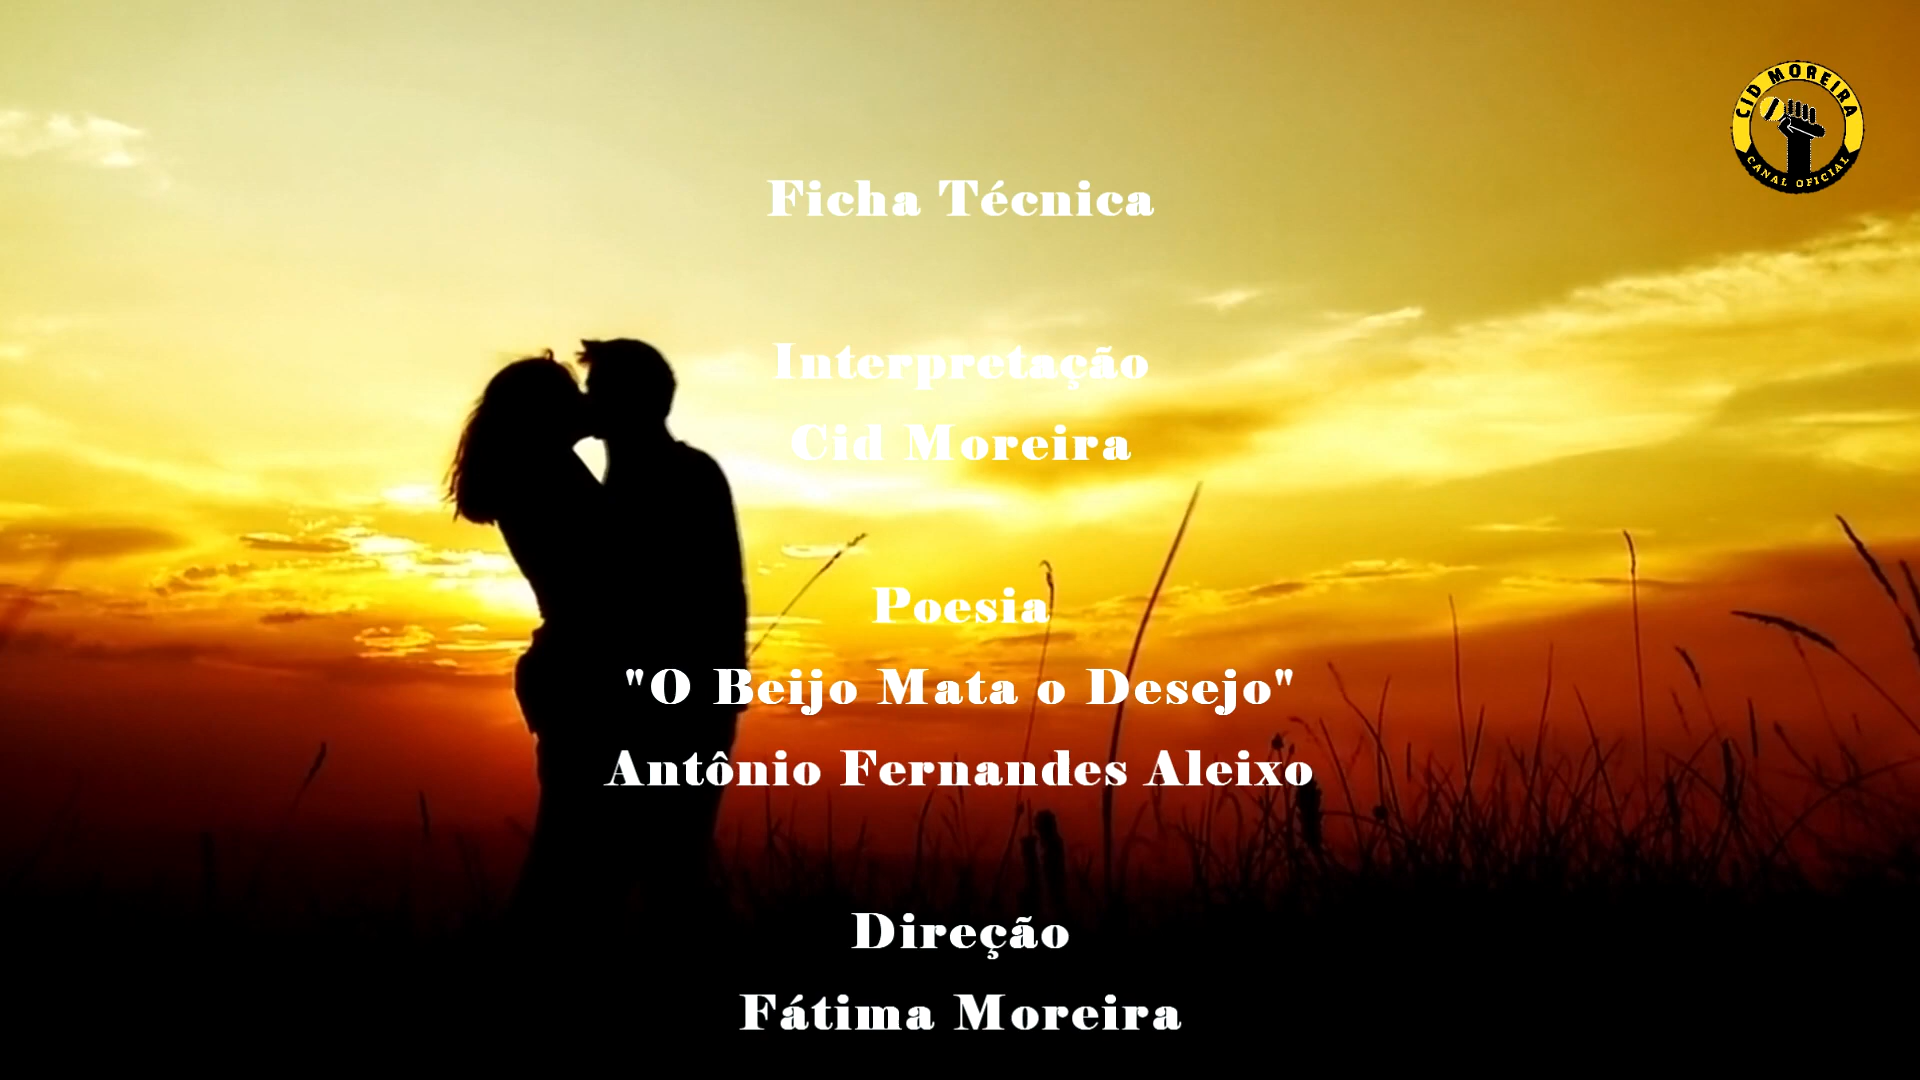 CID MOREIRA
CANAL OFICIAL
Ficha Técnica
Interpretação
Cid Moreira
Poesia
"O Beijo Mata o Desejo"
Antônio Fernandes Aleixo
Direção
Fátima Moreira